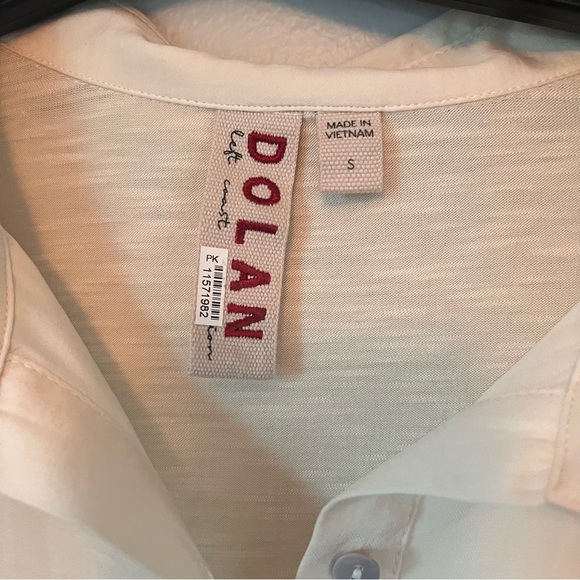 DOLAN
left coast
PK
11571982
MADE IN
VIETNAM
S